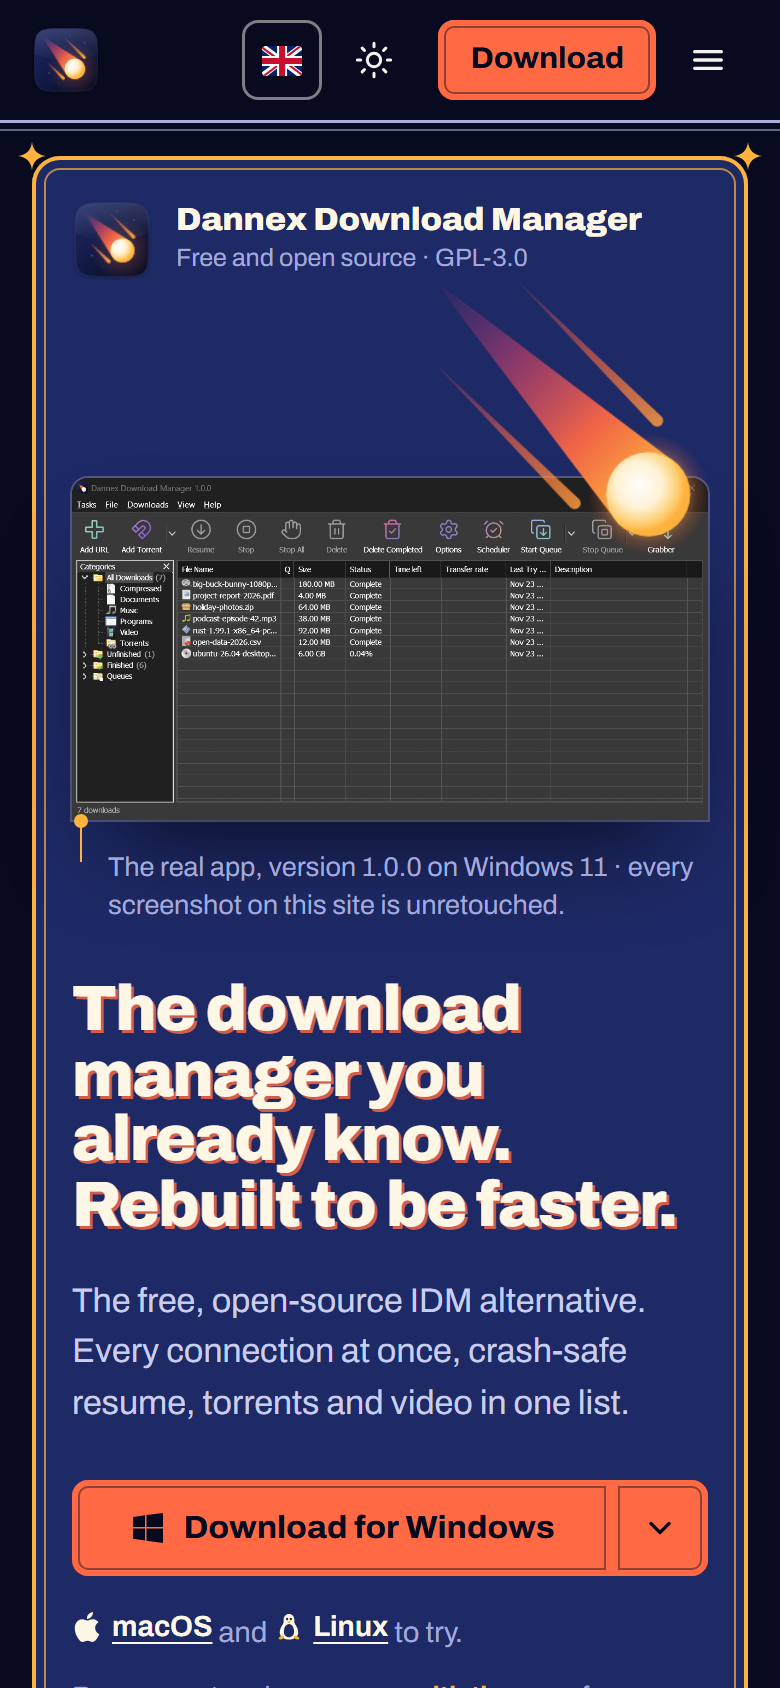 Download
Dannex Download Manager
Free and open source · GPL-3.0
Dannex Download Manager 1.0.0
Tasks File Downloads View Help
Add URL Add Torrent Resume Stop Stop All Delete Delete Completed Options Scheduler Start Queue Stop Queue Grabber
Categories
File Name Q Size Status Time left Transfer rate Last Try ... Description
All Downloads (7)
Compressed
Documents
Music
Programs
Video
Torrents
Unfinished (1)
Finished (6)
Queues
big-buck-bunny-1080p... 180.00 MB Complete Nov 23 ...
project-report-2026.pdf 4.00 MB Complete Nov 23 ...
holiday-photos.zip 64.00 MB Complete Nov 23 ...
podcast-episode-42.mp3 38.00 MB Complete Nov 23 ...
rust-1.99.1-x86_64-pc... 92.00 MB Complete Nov 23 ...
open-data-2026.csv 12.00 MB Complete Nov 23 ...
ubuntu-26.04-desktop... 6.00 GB 0.04% Nov 23 ...
7 downloads
The real app, version 1.0.0 on Windows 11 · every
screenshot on this site is unretouched.
The download
manager you
already know.
Rebuilt to be faster.
The free, open-source IDM alternative.
Every connection at once, crash-safe
resume, torrents and video in one list.
Download for Windows
macOS and Linux to try.